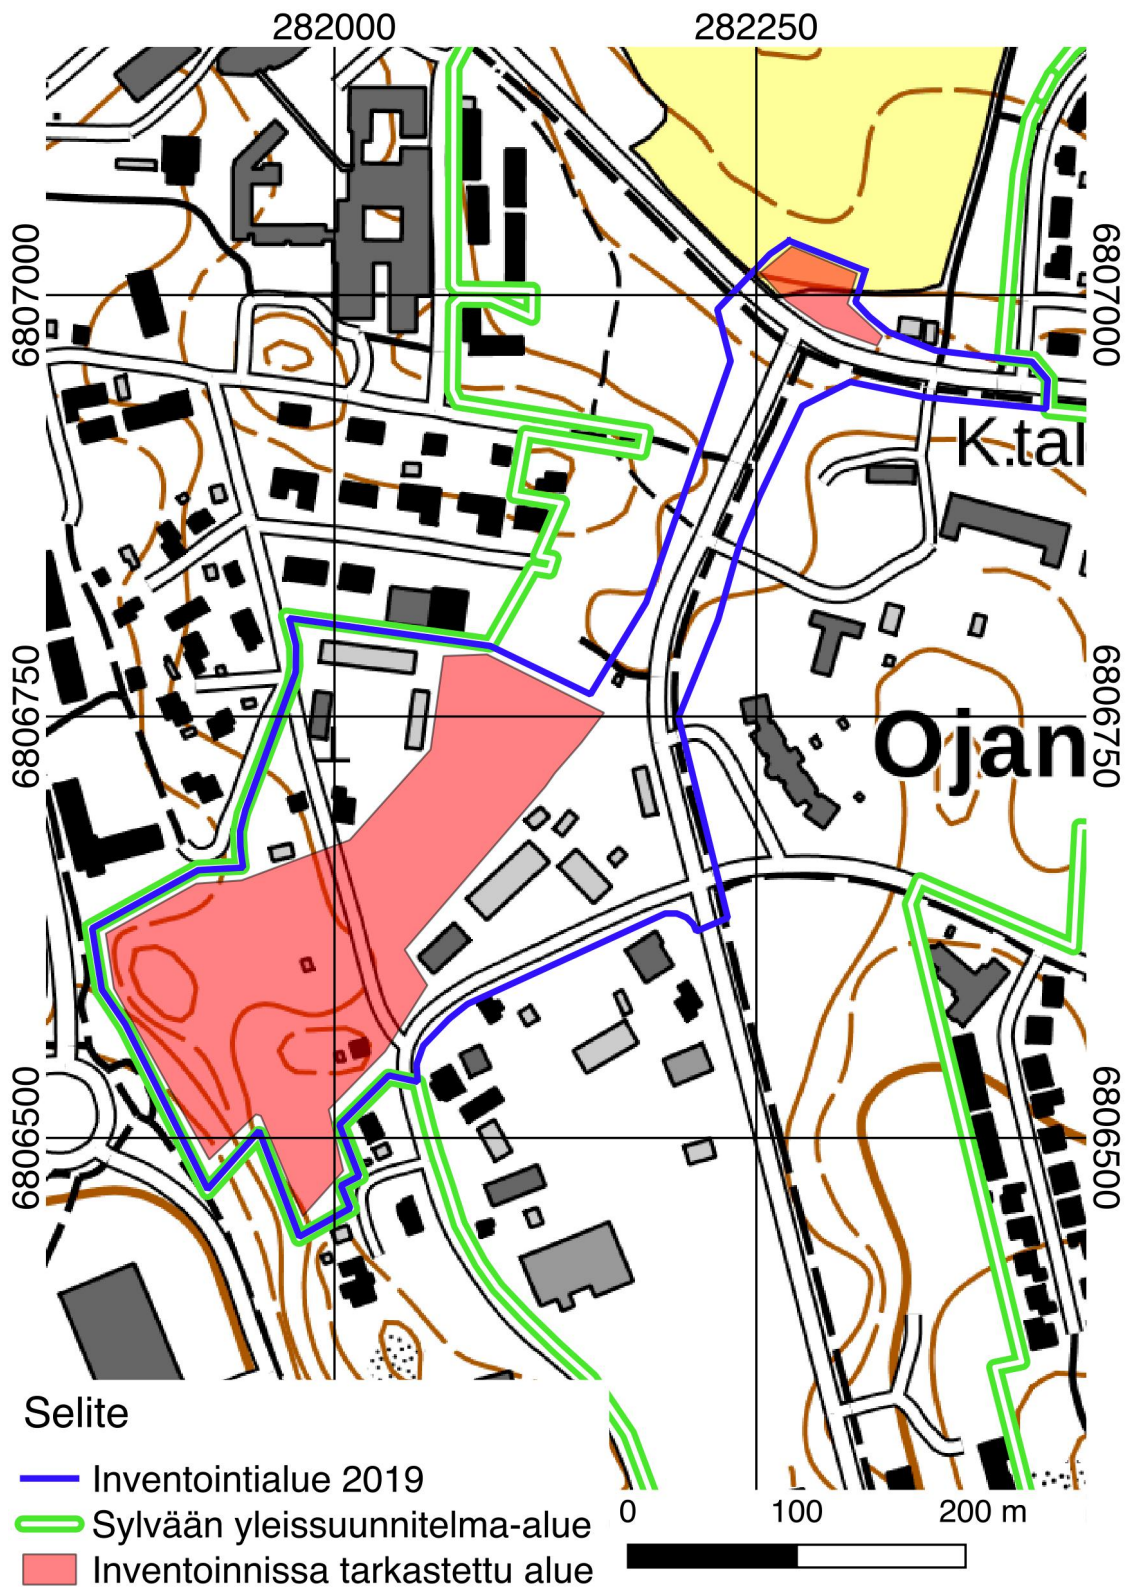 282000 282250
6807000 6807000
K.tal
6806750 6806750
Ojan
6806500 6806500
Selite
Inventointialue 2019
Sylvään yleissuunnitelma-alue
Inventoinnissa tarkastettu alue
0 100 200 m